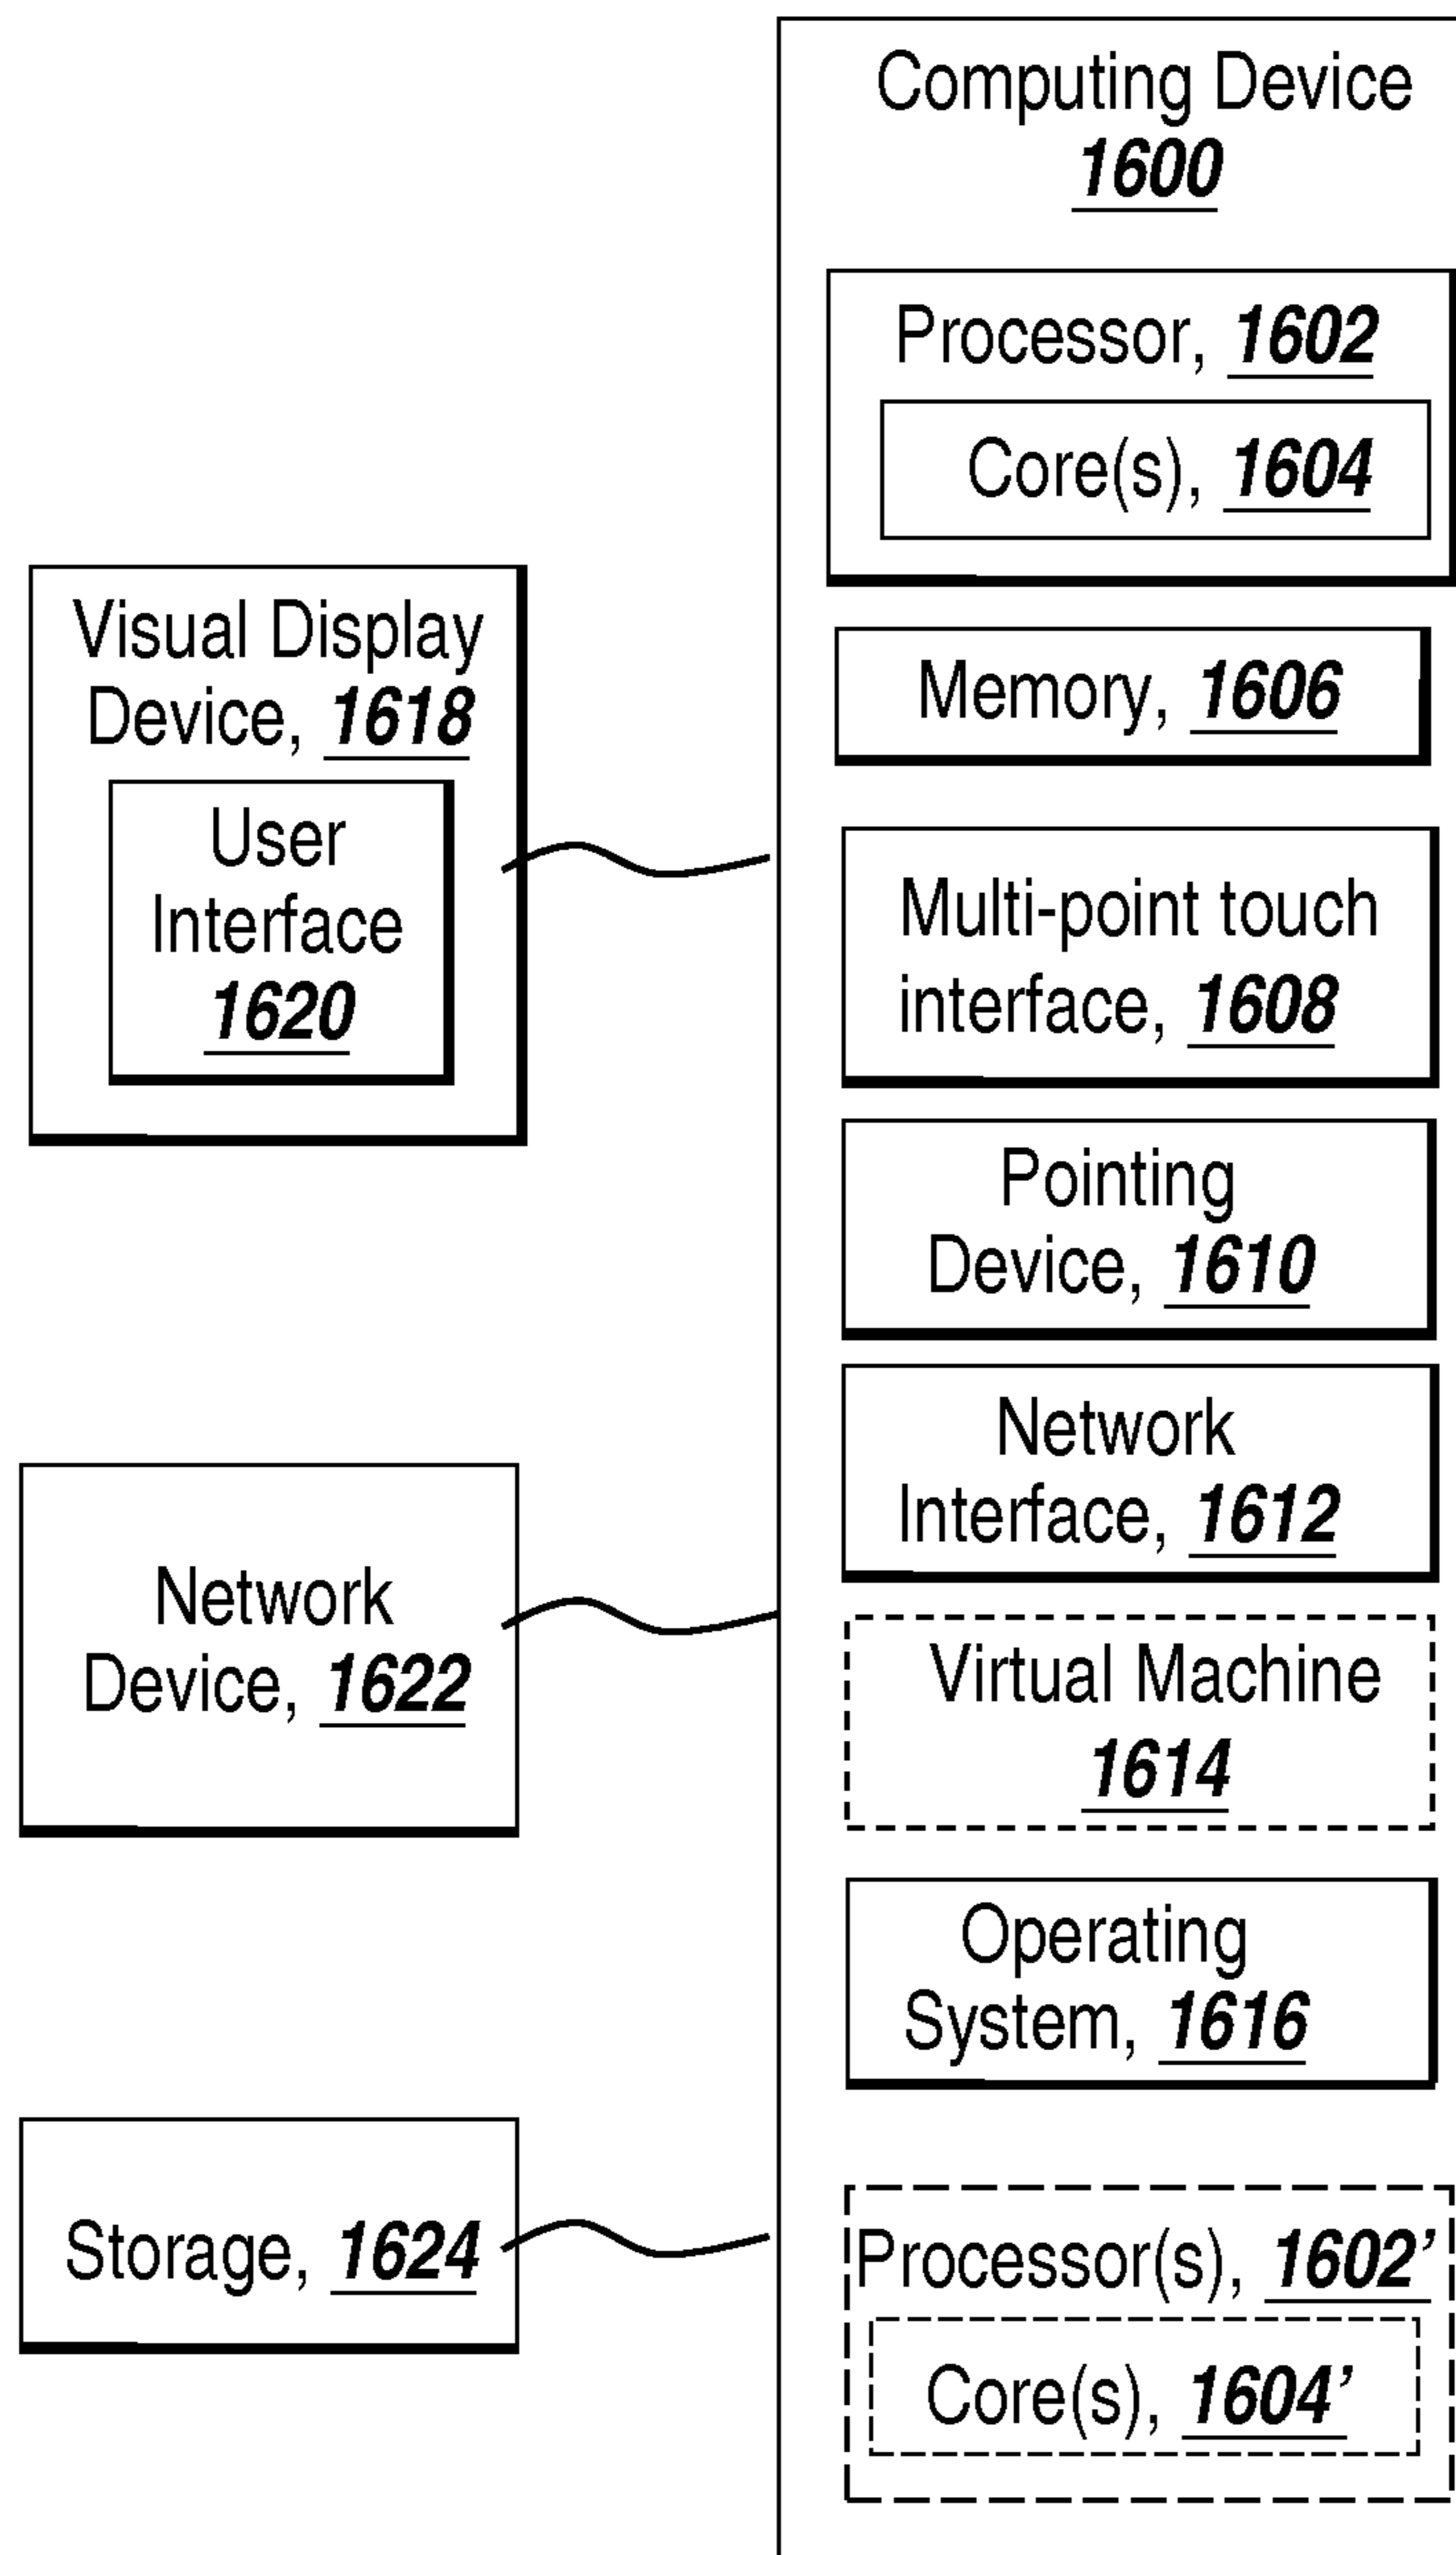 Computing Device
1600
Processor, 1602
Core(s), 1604
Memory, 1606
Multi-point touch
interface, 1608
Pointing
Device, 1610
Network
Interface, 1612
Virtual Machine
1614
Operating
System, 1616
Processor(s), 1602'
Core(s), 1604'
Visual Display
Device, 1618
User
Interface
1620
Network
Device, 1622
Storage, 1624